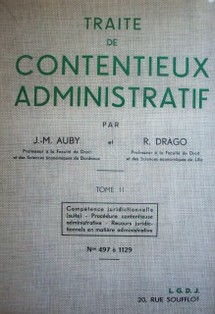 TRAITE
DE
CONTENTIEUX
ADMINISTRATIF
PAR
J.-M. AUBY et R. DRAGO
Professeur à la Faculté de Droit Professeur à la Faculté de Droit
et des Sciences économiques de Bordeaux et des Sciences économiques de Lille
TOME II
Compétence juridictionnelle
(suite) - Procédure contentieuse
administrative - Recours juridic-
tionnels en matière administrative
Nos 497 à 1129
L. G. D. J.
20, RUE SOUFFLOT